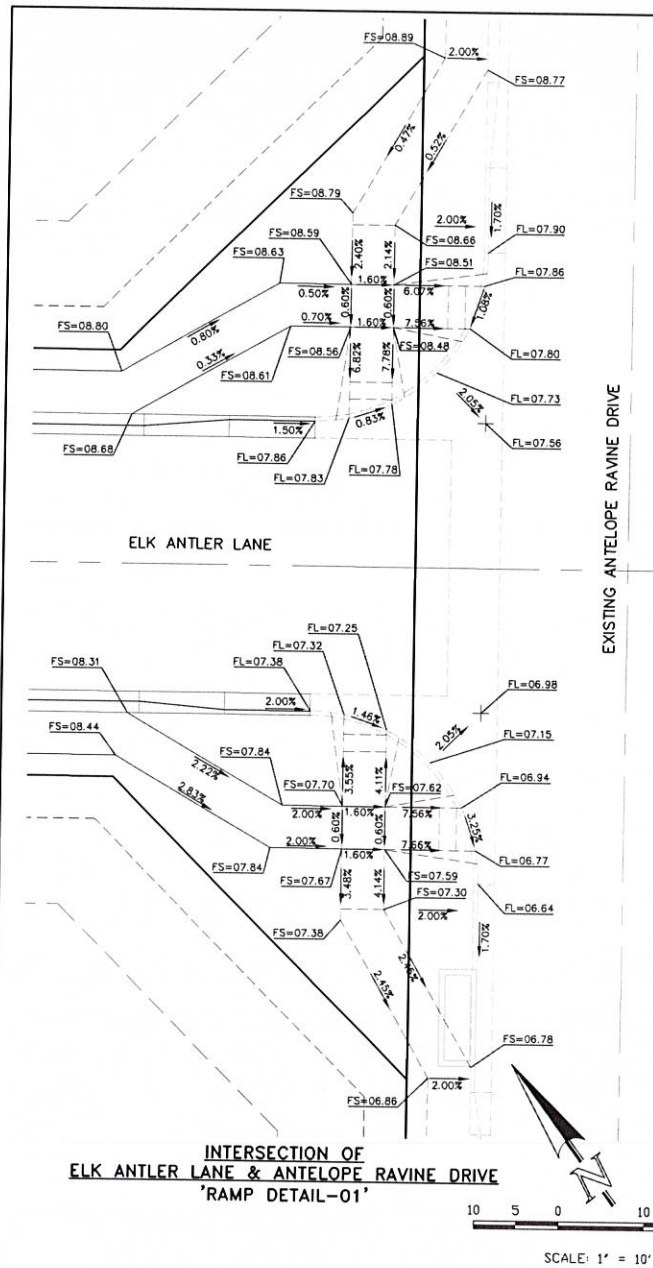 FS=08.89
2.00%
FS=08.77
0.47%
0.52%
FS=08.79
2.00%
1.70%
FS=08.59
2.40%
2.14%
FS=08.66
FL=07.90
FS=08.63
FS=08.51
FL=07.86
0.50%
1.60%
6.07%
0.60%
0.60%
1.08%
FS=08.80
0.80%
0.70%
1.60%
7.56%
0.33%
FS=08.61
FS=08.56
FS=08.48
FL=07.80
6.82%
7.78%
FL=07.73
2.05%
0.83%
1.50%
FS=08.68
FL=07.86
FL=07.83
FL=07.78
FL=07.56
ELK ANTLER LANE
EXISTING ANTELOPE RAVINE DRIVE
FL=07.25
FL=07.32
FS=08.31
FL=07.38
2.00%
FL=06.98
1.46%
2.05%
FS=08.44
FL=07.15
2.22%
FS=07.84
3.55%
4.11%
FS=07.70
FS=07.62
FL=06.94
2.83%
2.00%
1.60%
7.56%
0.60%
0.60%
3.25%
2.00%
1.60%
7.66%
FL=06.77
FS=07.84
FS=07.67
FS=07.59
3.48%
4.14%
FS=07.30
FL=06.64
2.00%
FS=07.38
1.70%
2.45%
2.46%
FS=06.78
2.00%
FS=06.86
INTERSECTION OF
ELK ANTLER LANE & ANTELOPE RAVINE DRIVE
'RAMP DETAIL-01'
N
10 5 0 10
SCALE: 1" = 10'